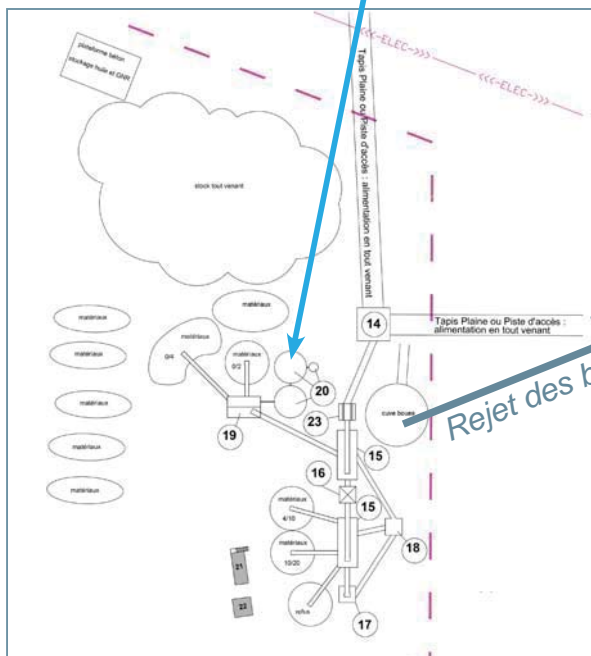 plateforme béton
stockage huile et GNR
<<<-ELEC->>>
<<<-ELEC->>>
Tapis Plaine ou Piste d'accès : alimentation en tout venant
stock tout venant
matériaux
matériaux
matériaux
0/4
matériaux
0/2
14
Tapis Plaine ou Piste d'accès :
alimentation en tout venant
matériaux
20
matériaux
19
23
cuve boues
Rejet des b
15
matériaux
16
matériaux
15
matériaux
4/10
18
matériaux
10/20
21
22
refus
17